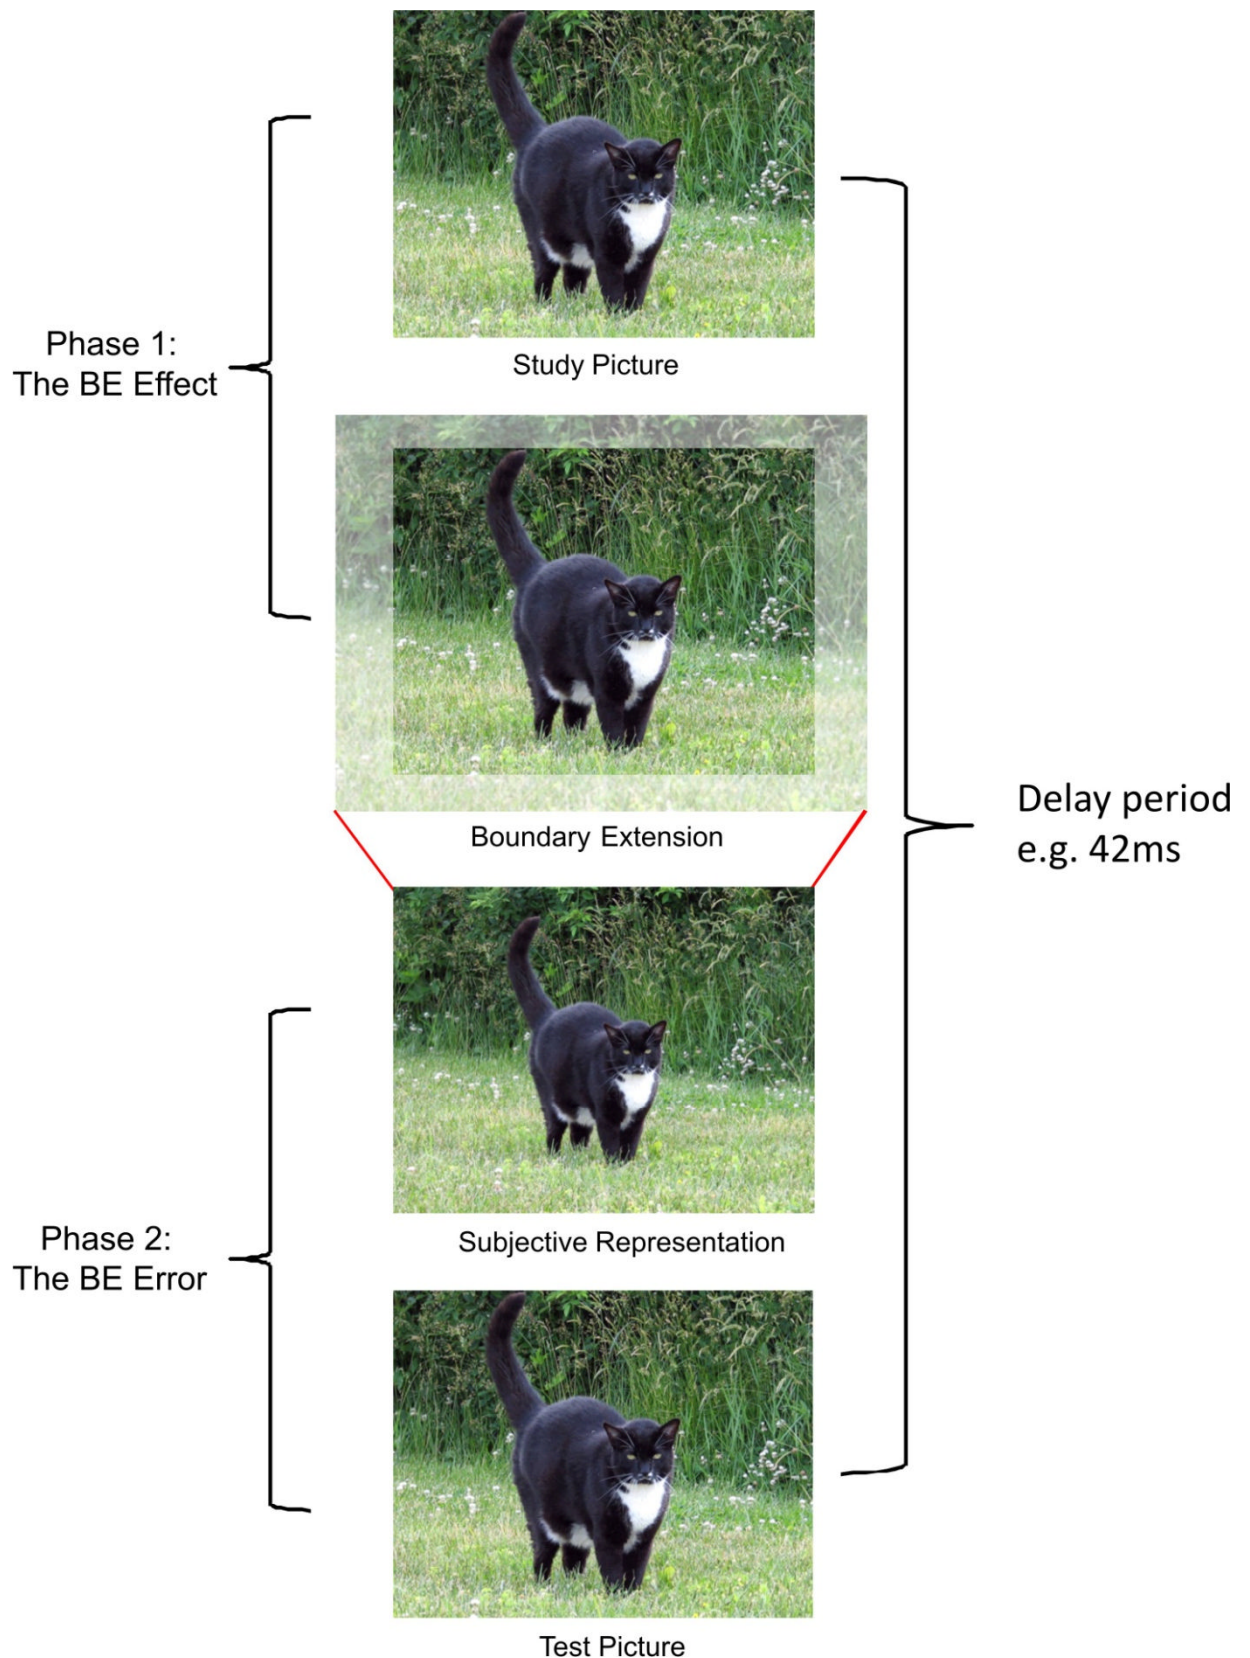 Study Picture
Phase 1:
The BE Effect
Boundary Extension
Delay period
e.g. 42ms
Subjective Representation
Phase 2:
The BE Error
Test Picture